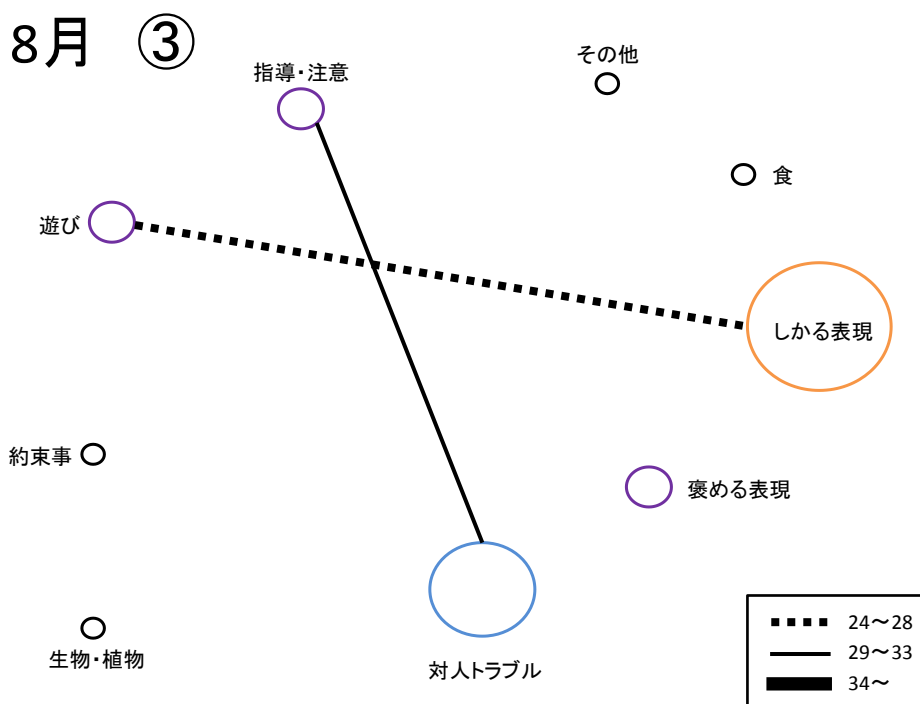 8月 ③
指導・注意
その他
食
遊び
しかる表現
約束事
褒める表現
生物・植物
対人トラブル
24～28
29～33
34～